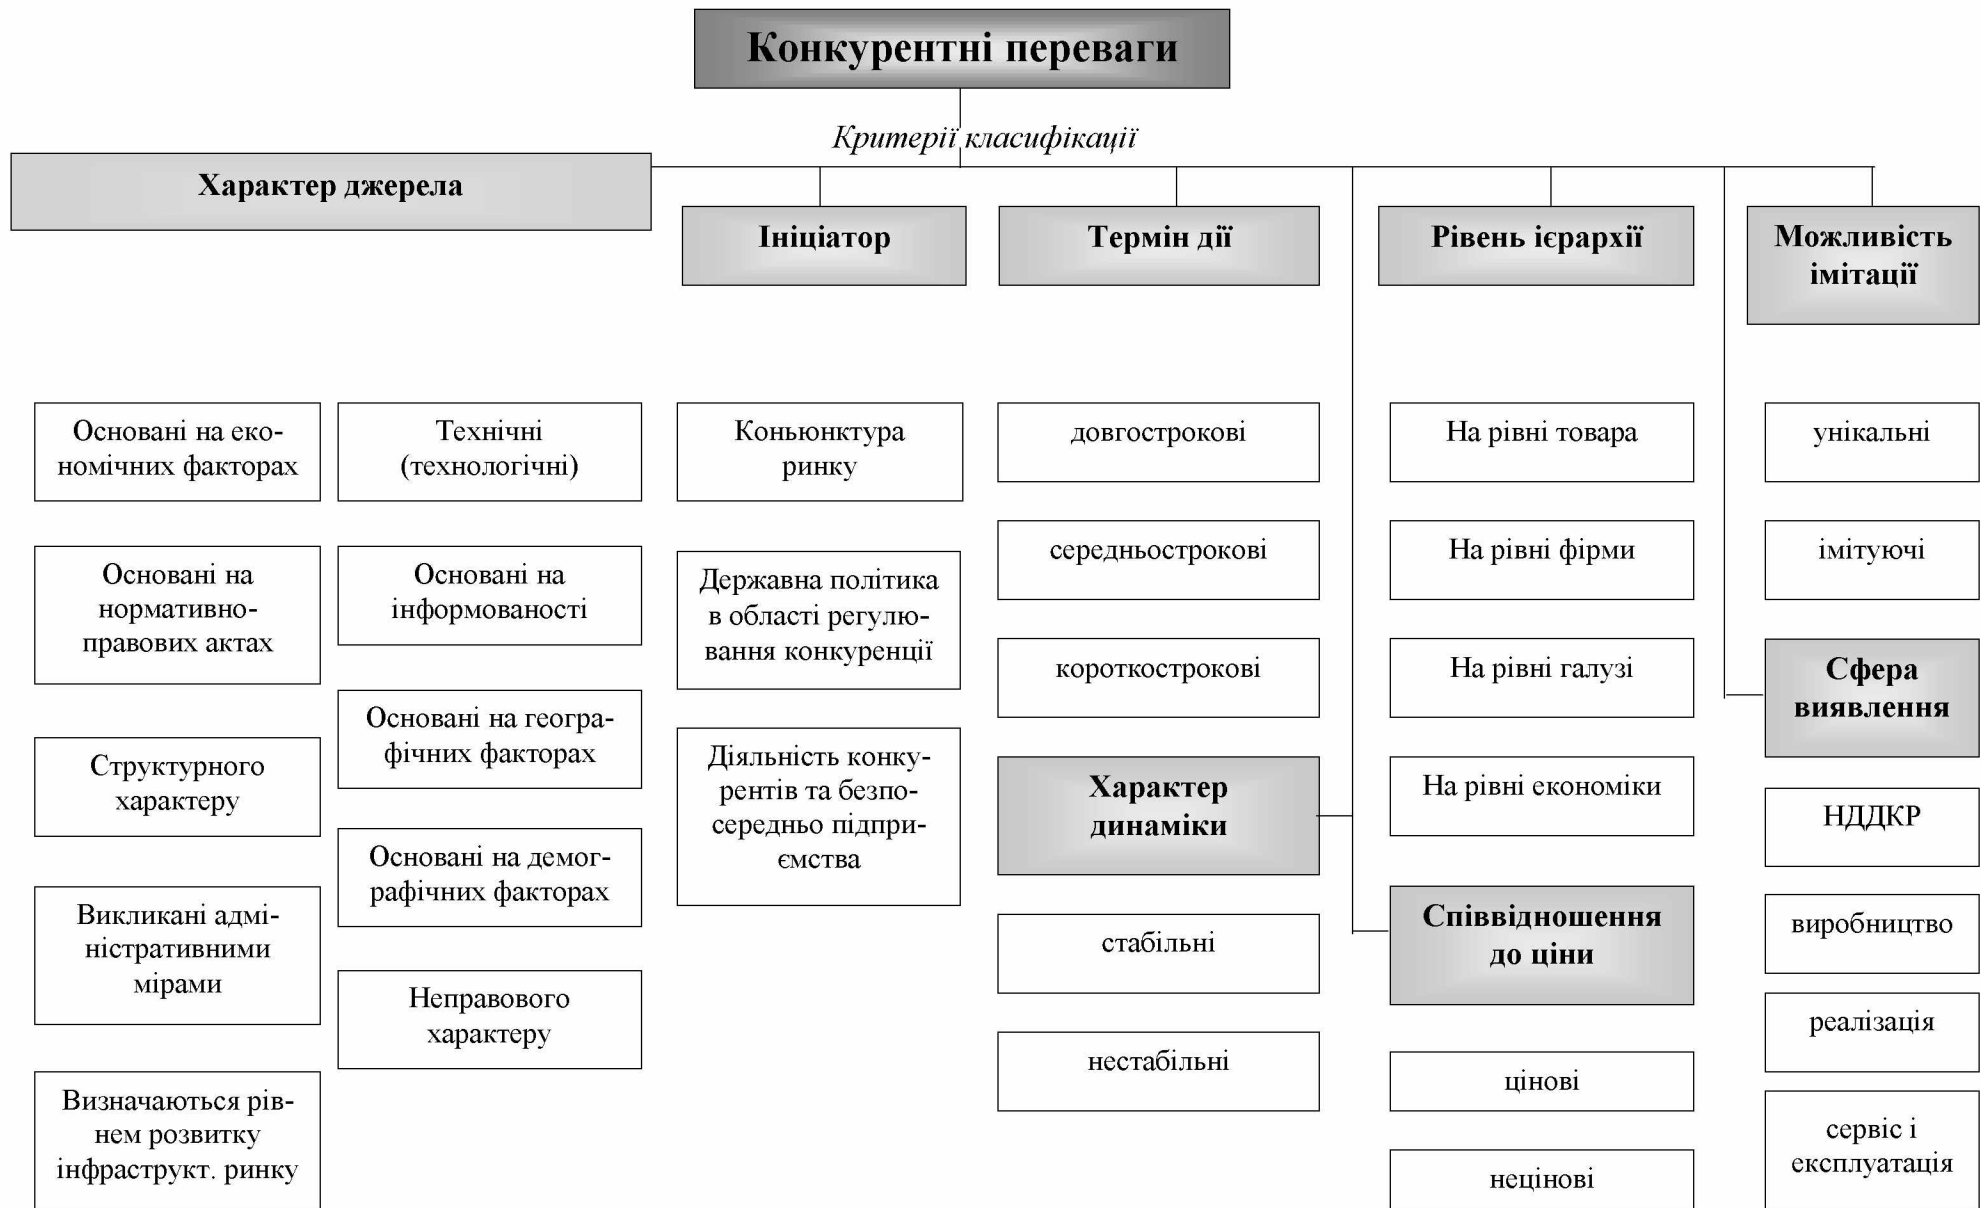 Конкурентні переваги
Критерії класифікації
Характер джерела
Основані на еко-
номічних факторах
Основані на
нормативно-
правових актах
Структурного
характеру
Викликані адмі-
ністративними
мірами
Визначаються рів-
нем розвитку
інфраструкт. ринку
Технічні
(технологічні)
Основані на
інформованості
Основані на геогра-
фічних факторах
Основані на демог-
рафічних факторах
Неправового
характеру
Ініціатор
Коньюнктура
ринку
Державна політика
в області регулю-
вання конкуренції
Діяльність конку-
рентів та безпо-
середньо підпри-
ємства
Термін дії
довгострокові
середньострокові
короткострокові
Характер
динаміки
стабільні
нестабільні
Рівень ієрархії
На рівні товара
На рівні фірми
На рівні галузі
На рівні економіки
Співвідношення
до ціни
цінові
нецінові
Можливість
імітації
унікальні
імітуючі
Сфера
виявлення
НДДКР
виробництво
реалізація
сервіс і
експлуатація